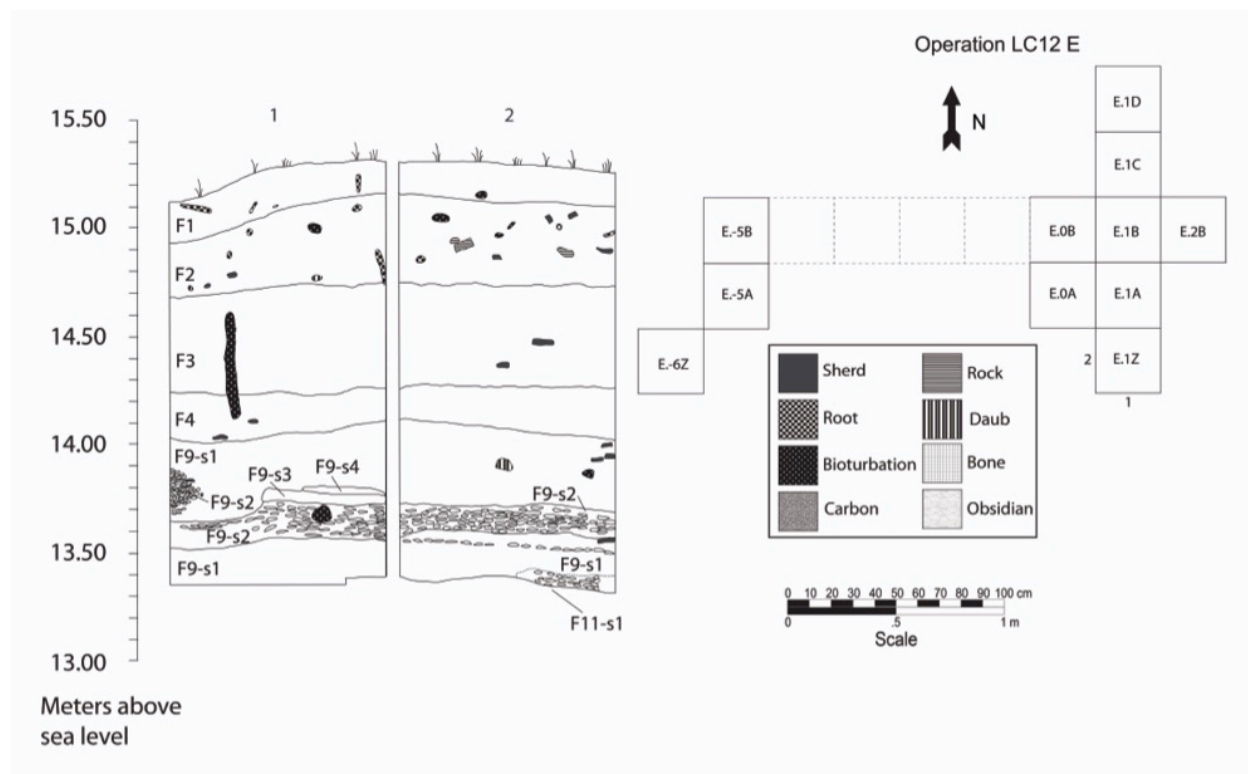 Operation LC12 E
N
1
2
15.50
15.00
14.50
14.00
13.50
13.00
Meters above
sea level
F1
F2
F3
F4
F9-s1
F9-s3
F9-s4
F9-s2
F9-s2
F9-s2
F9-s1
F9-s1
F11-s1
E.1D
E.1C
E.-5B
E.0B
E.1B
E.2B
E.-5A
E.0A
E.1A
E.-6Z
2
E.1Z
1
Sherd
Rock
Root
Daub
Bioturbation
Bone
Carbon
Obsidian
0 10 20 30 40 50 60 70 80 90 100 cm
0 .5 1 m
Scale